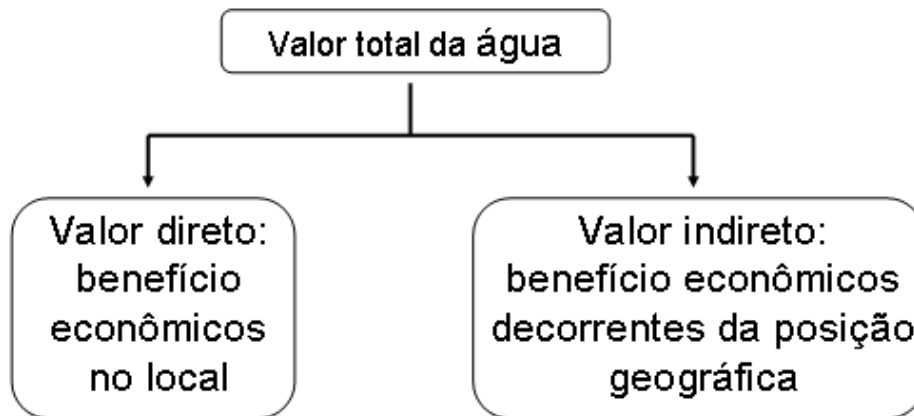 Valor total da água
Valor direto:
benefício
econômicos
no local
Valor indireto:
benefício econômicos
decorrentes da posição
geográfica